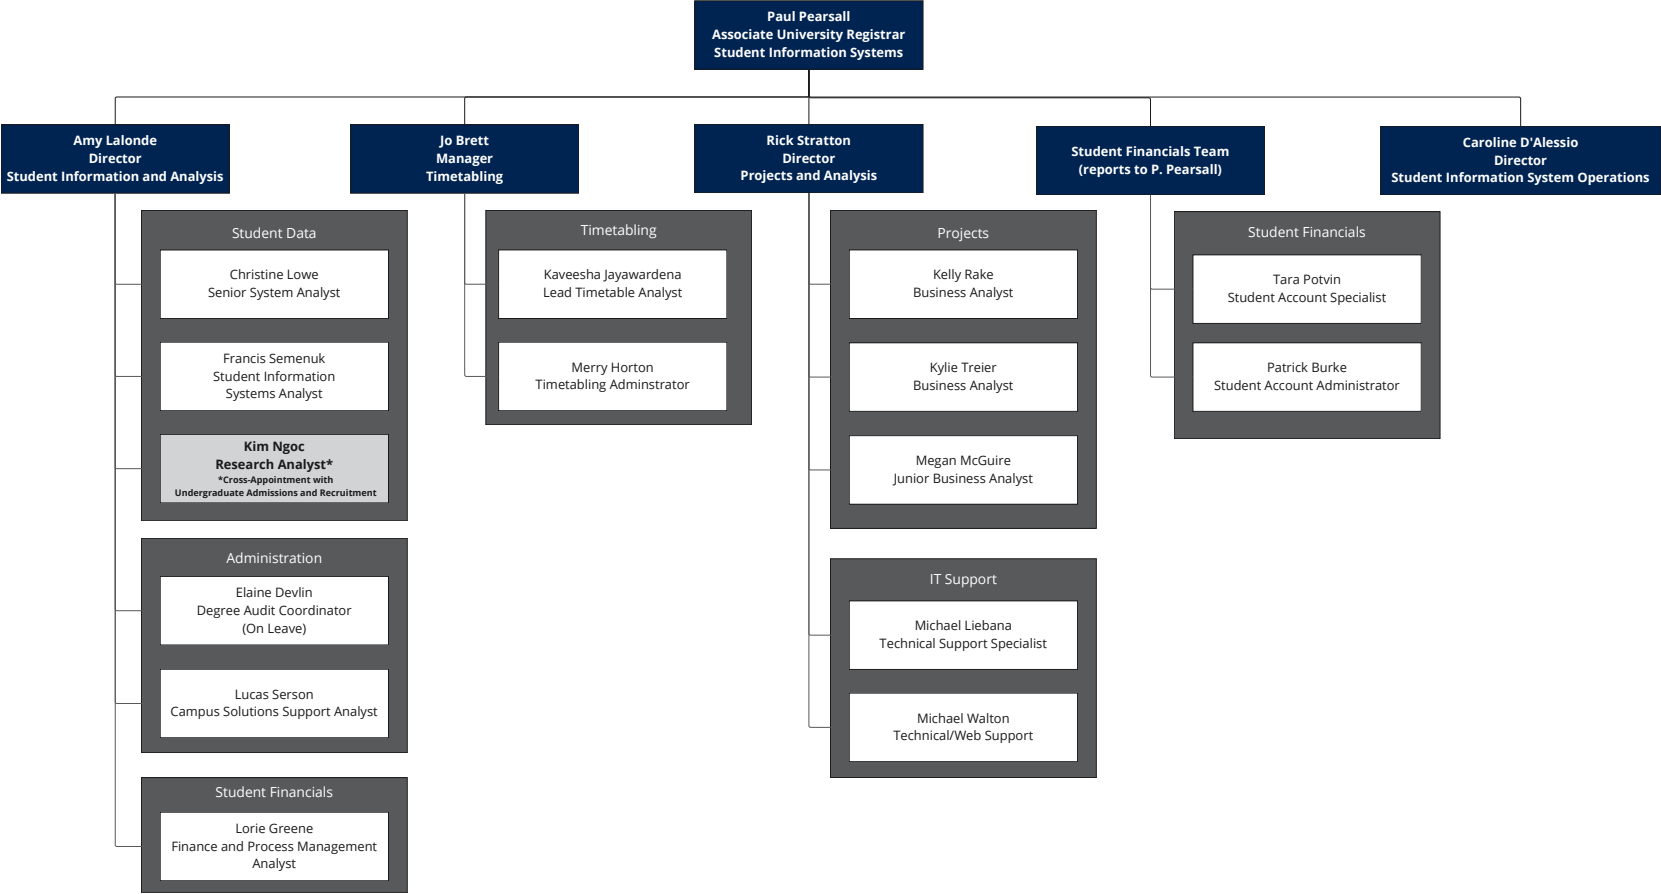 Paul Pearsall
Associate University Registrar
Student Information Systems
Amy Lalonde
Director
Student Information and Analysis
Jo Brett
Manager
Timetabling
Rick Stratton
Director
Projects and Analysis
Student Financials Team
(reports to P. Pearsall)
Caroline D'Alessio
Director
Student Information System Operations
Student Data
Christine Lowe
Senior System Analyst
Francis Semenuk
Student Information
Systems Analyst
Kim Ngoc
Research Analyst*
*Cross-Appointment with
Undergraduate Admissions and Recruitment
Administration
Elaine Devlin
Degree Audit Coordinator
(On Leave)
Lucas Serson
Campus Solutions Support Analyst
Student Financials
Lorie Greene
Finance and Process Management
Analyst
Timetabling
Kaveesha Jayawardena
Lead Timetable Analyst
Merry Horton
Timetabling Adminstrator
Projects
Kelly Rake
Business Analyst
Kylie Treier
Business Analyst
Megan McGuire
Junior Business Analyst
IT Support
Michael Liebana
Technical Support Specialist
Michael Walton
Technical/Web Support
Student Financials
Tara Potvin
Student Account Specialist
Patrick Burke
Student Account Administrator